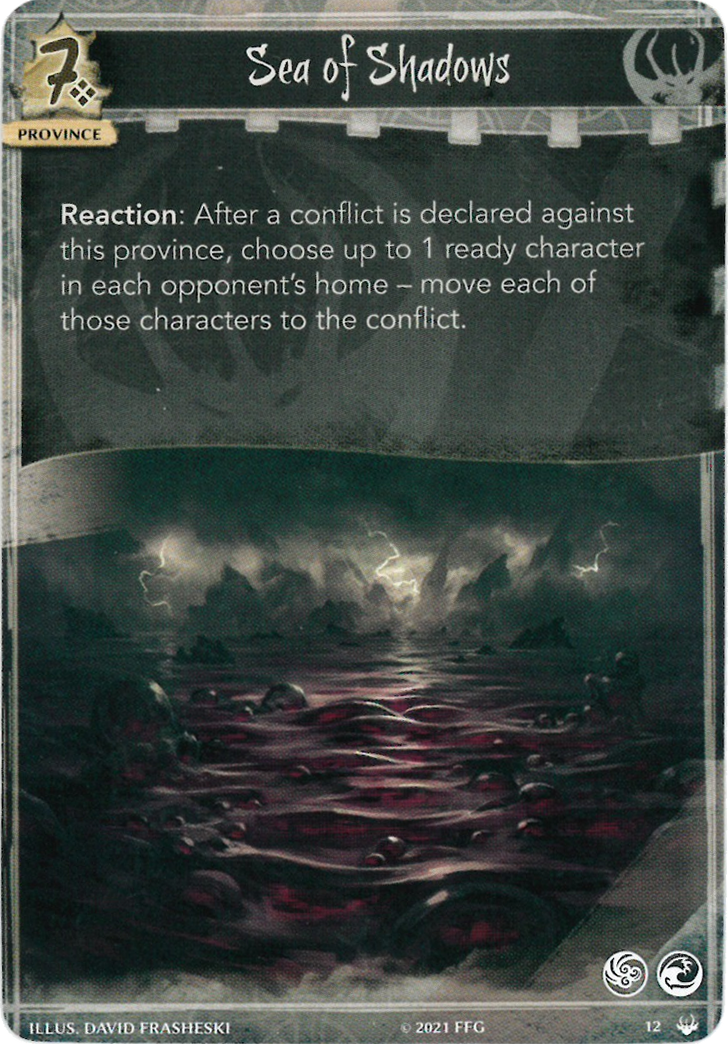 7
Sea of Shadows
PROVINCE
Reaction: After a conflict is declared against
this province, choose up to 1 ready character
in each opponent's home – move each of
those characters to the conflict.
ILLUS. DAVID FRASHESKI
© 2021 FFG
12